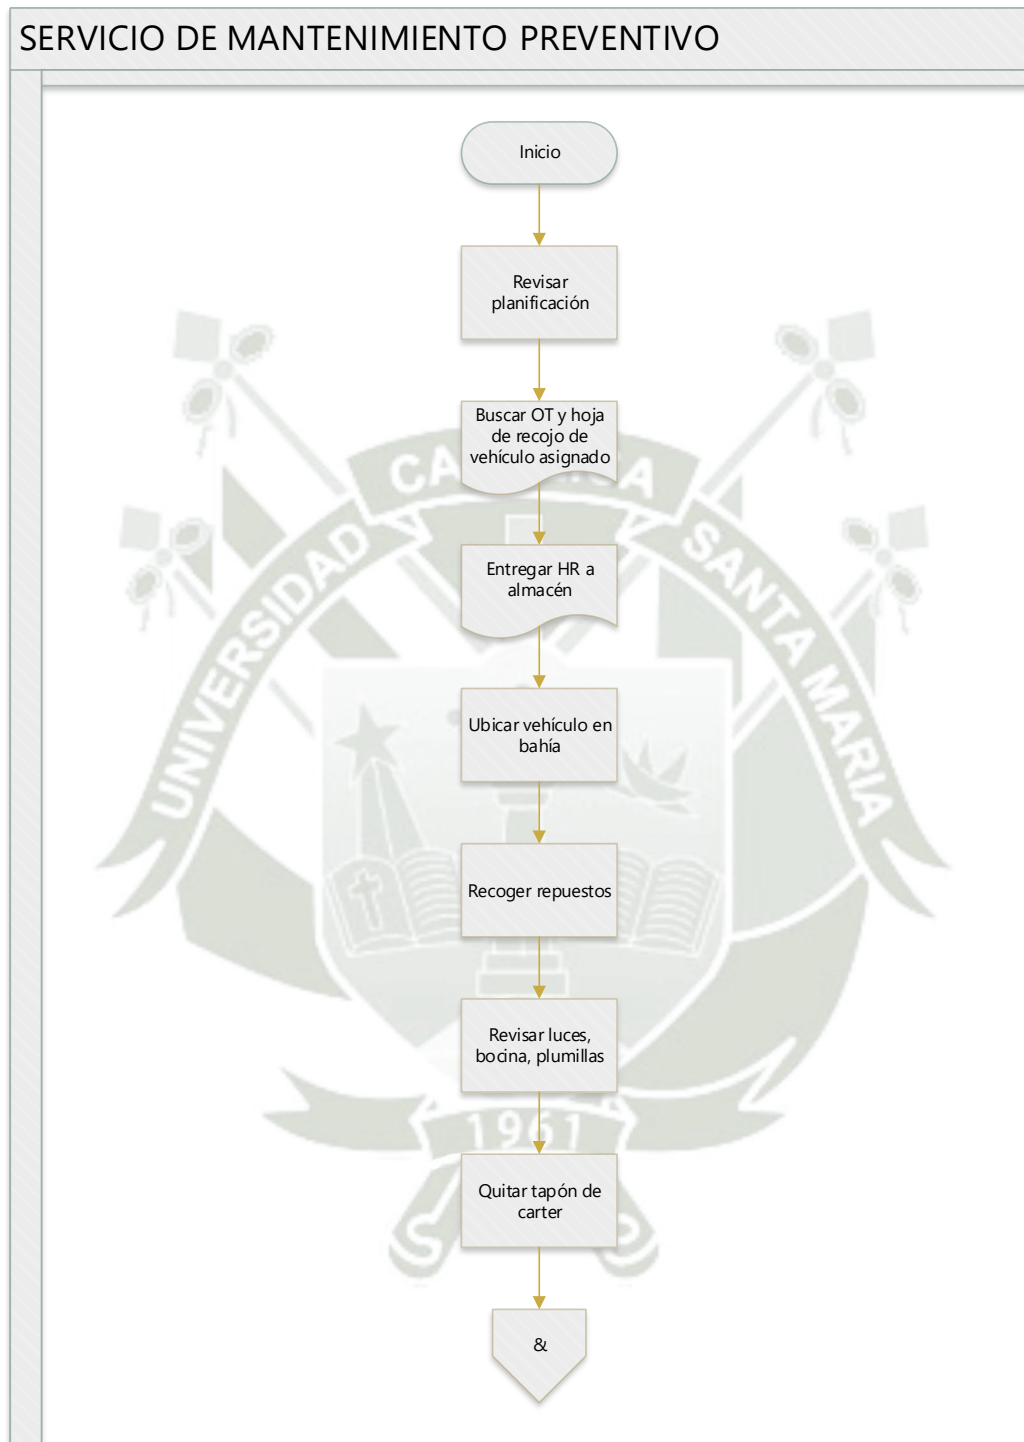 SERVICIO DE MANTENIMIENTO PREVENTIVO
Inicio
Revisar
planificación
Buscar OT y hoja
de recojo de
vehículo asignado
Entregar HR a
almacén
Ubicar vehículo en
bahía
Recoger repuestos
Revisar luces,
bocina, plumillas
Quitar tapón de
carter
&
UNIVERSIDAD
SANTA MARIA
1961